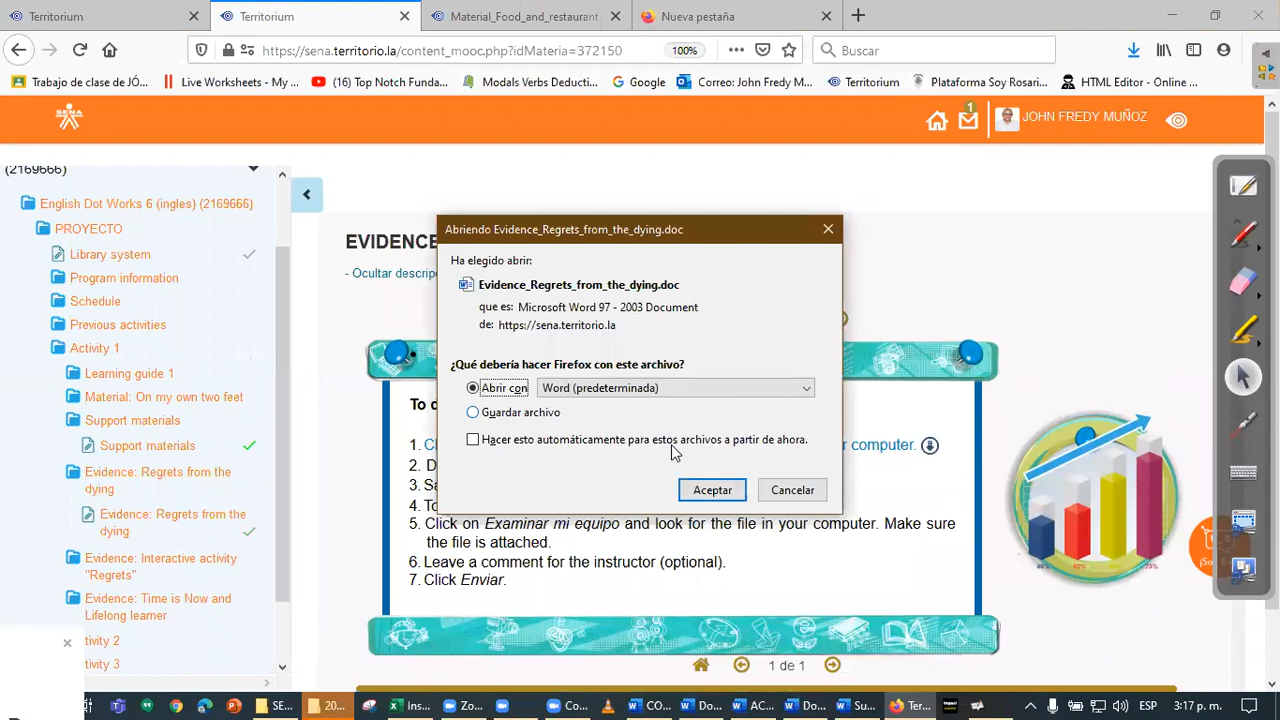 Territorium
Territorium
Material_Food_and_restaurant
Nueva pestaña
https://sena.territorio.la/content_mooc.php?idMateria=372150
100%
Buscar
Trabajo de clase de JÓ...
Live Worksheets - My ...
(16) Top Notch Funda...
Modals Verbs Deducti...
Google
Correo: John Fredy M...
Territorium
Plataforma Soy Rosari...
HTML Editor - Online ...
SENA
1
JOHN FREDY MUÑOZ
(2169666)
English Dot Works 6 (ingles) (2169666)
PROYECTO
Library system
Program information
Schedule
Previous activities
Activity 1
Learning guide 1
Material: On my own two feet
Support materials
Support materials
Evidence: Regrets from the
dying
Evidence: Regrets from the
dying
Evidence: Interactive activity
"Regrets"
Evidence: Time is Now and
Lifelong learner
tivity 2
tivity 3
EVIDENCE
- Ocultar descrip
Abriendo Evidence_Regrets_from_the_dying.doc
Ha elegido abrir:
Evidence_Regrets_from_the_dying.doc
que es: Microsoft Word 97 - 2003 Document
de: https://sena.territorio.la
¿Qué debería hacer Firefox con este archivo?
Abrir con
Word (predeterminada)
Guardar archivo
Hacer esto automáticamente para estos archivos a partir de ahora.
Aceptar
Cancelar
To d
1. Cl
r computer.
2. D
3. Sa
4. To
5. Click on Examinar mi equipo and look for the file in your computer. Make sure
the file is attached.
6. Leave a comment for the instructor (optional).
7. Click Enviar.
1 de 1
SE...
20...
Ins...
Zo...
Zo...
Co...
CO...
Do...
AC...
Do...
Su...
Ter...
ESP
3:17 p. m.